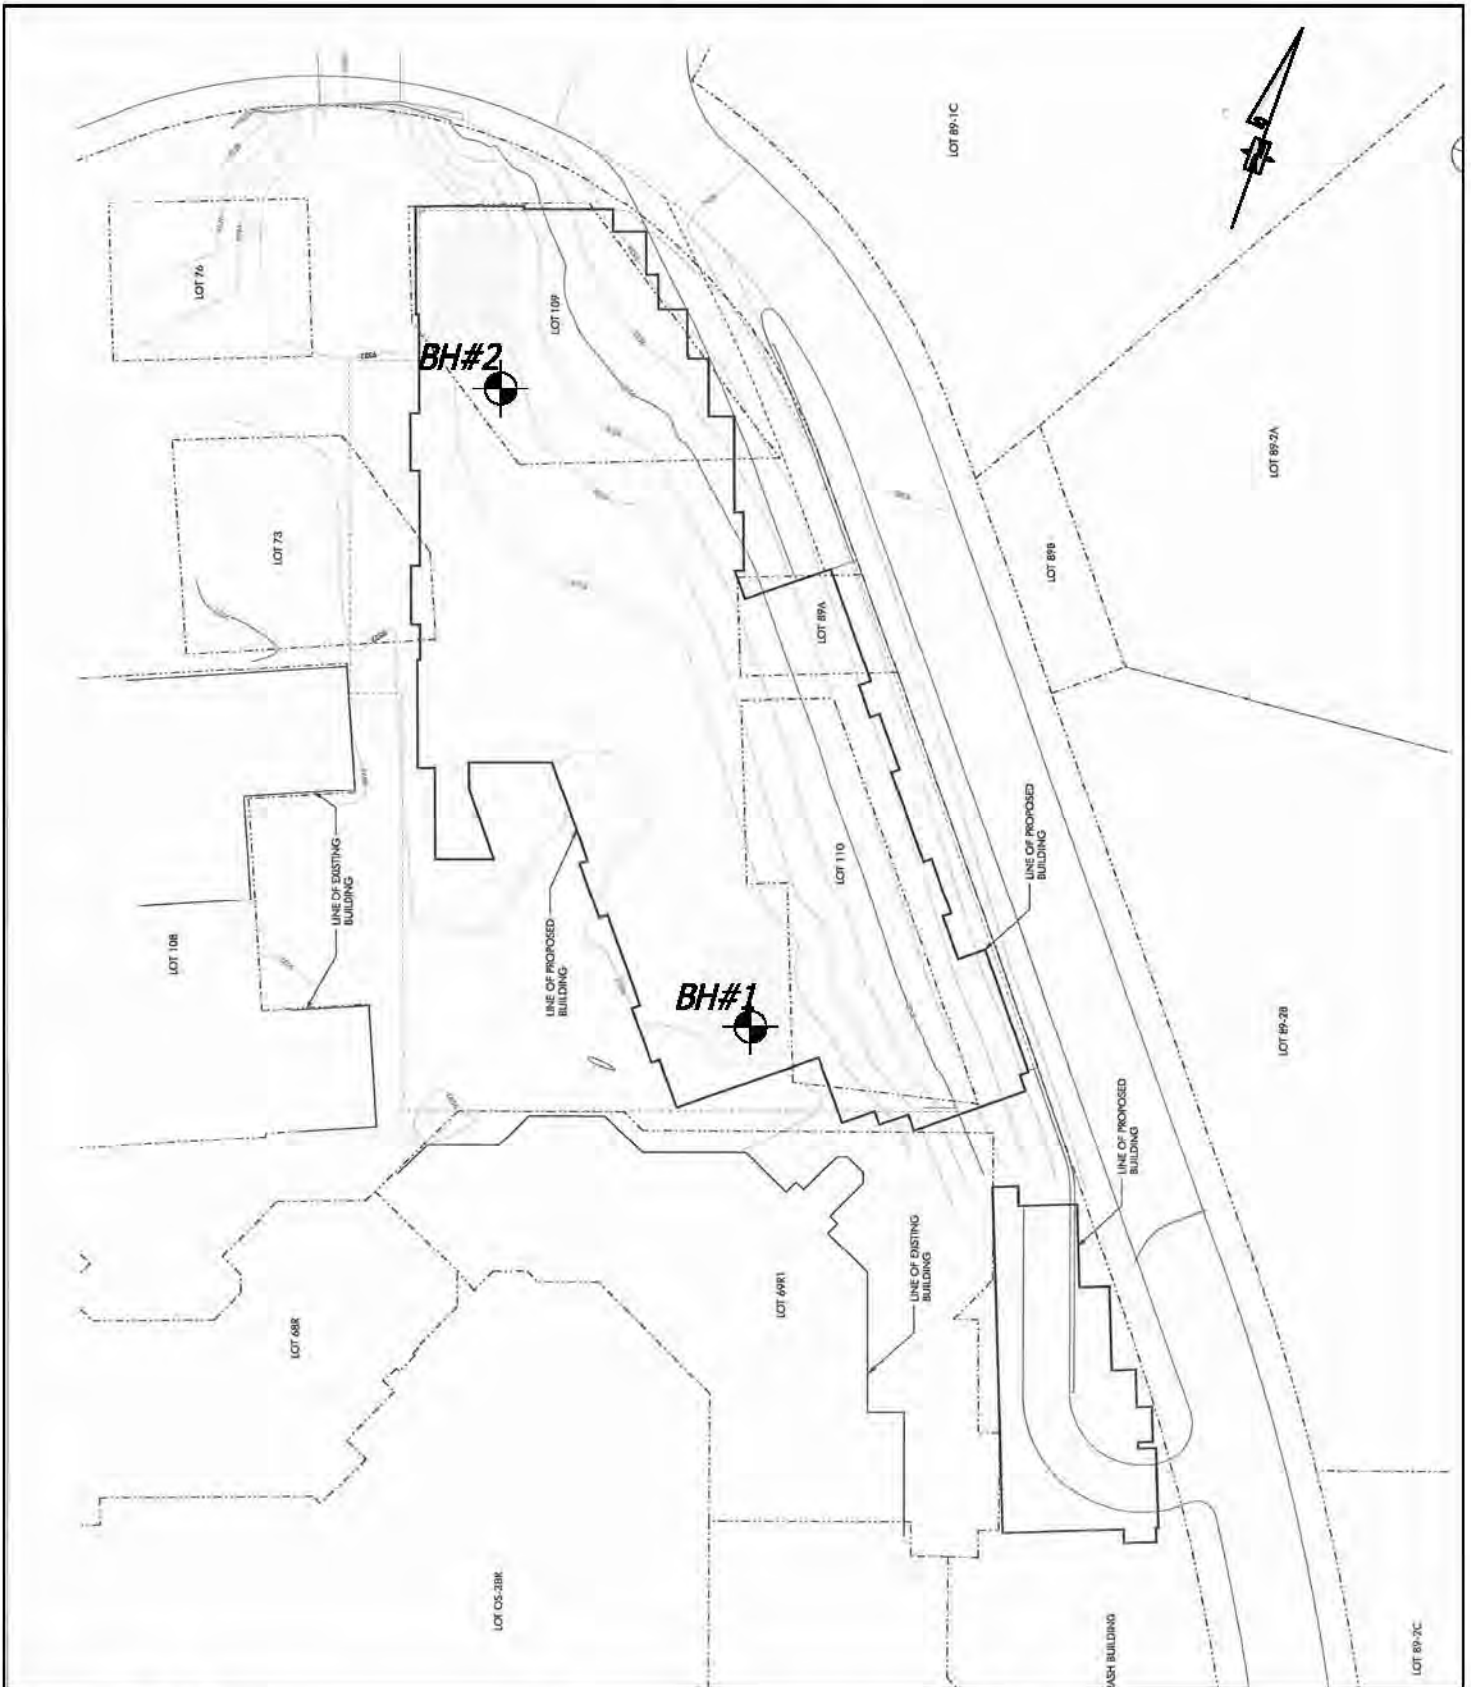 LOT 89-1C
LOT 76
LOT 109
BH#2
LOT 89-2A
LOT 73
LOT 89B
LOT 89A
LINE OF PROPOSED
BUILDING
LOT 110
LINE OF EXISTING
BUILDING
LOT 108
LINE OF PROPOSED
BUILDING
BH#1
LOT 89-2B
LINE OF PROPOSED
BUILDING
LINE OF EXISTING
BUILDING
LOT 69R1
LOT 68R
LOT OS-3BR
ASH BUILDING
LOT 89-2C